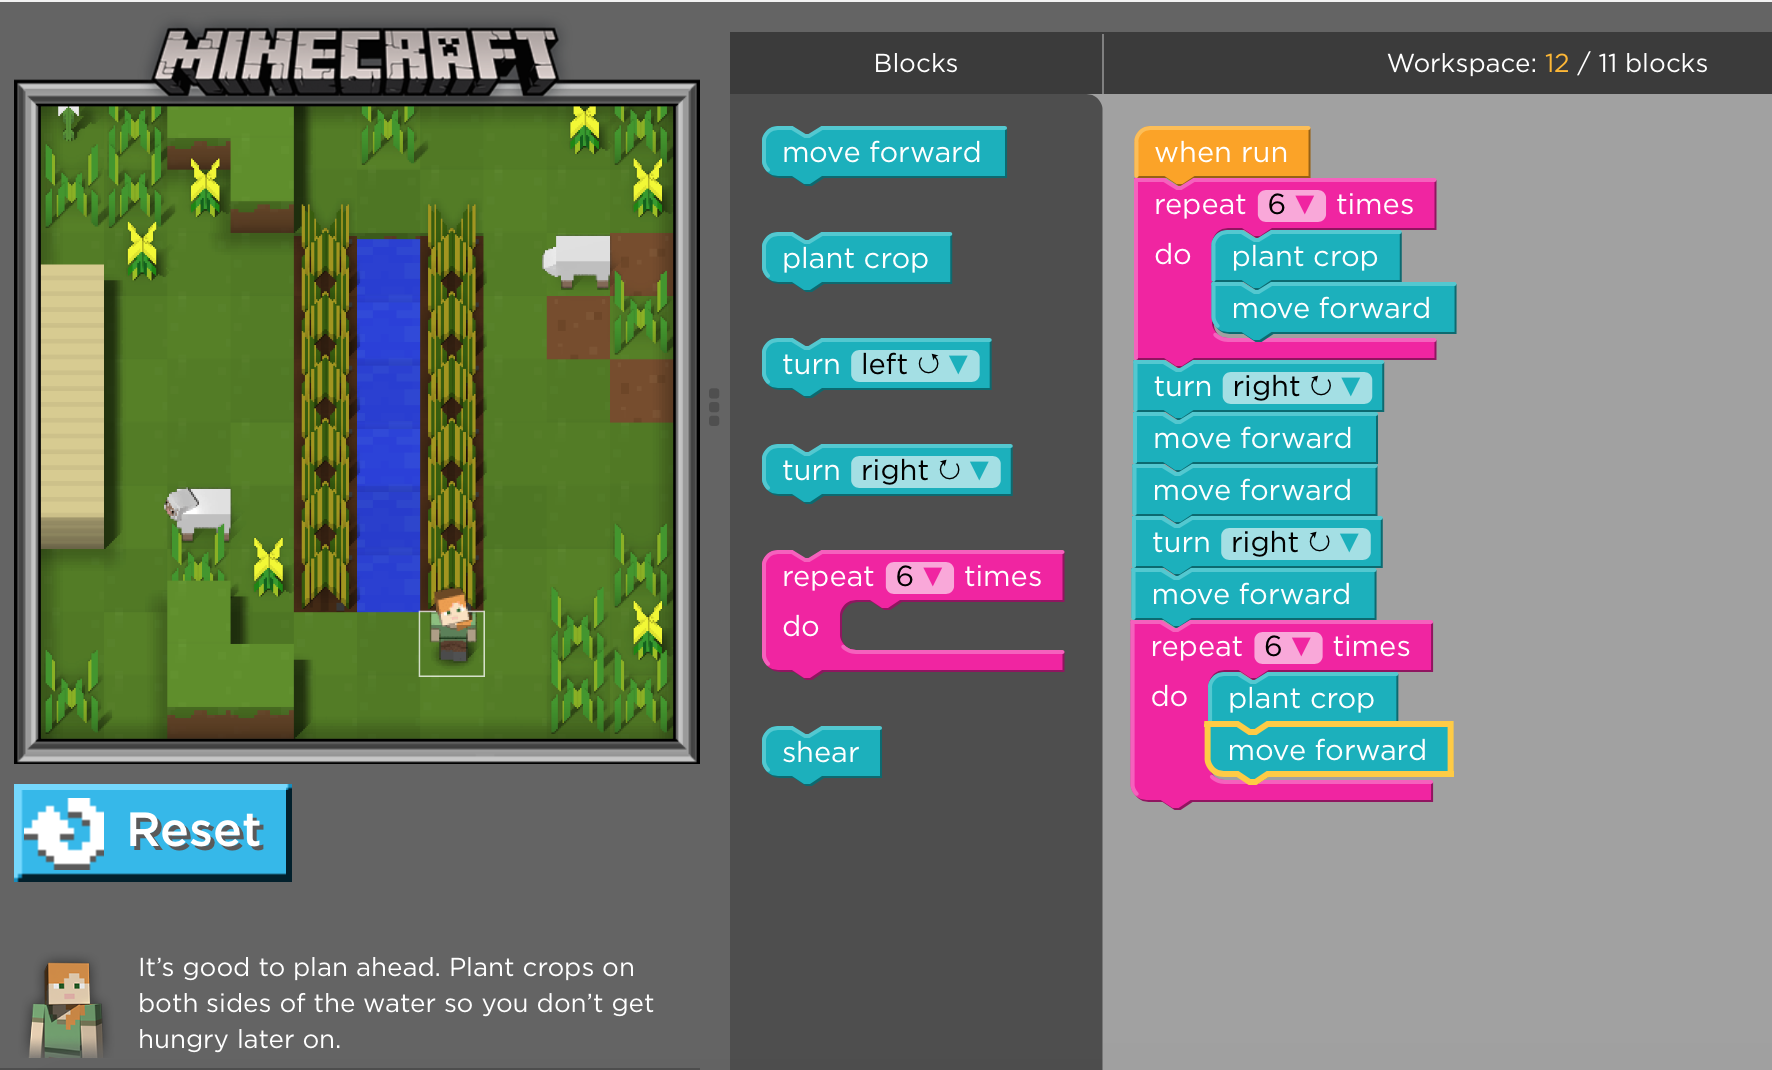 MINECRAFT
Blocks
Workspace: 12 / 11 blocks
move forward
plant crop
turn left ↺ ▼
turn right ↻ ▼
repeat 6 ▼ times
do
shear
when run
repeat 6 ▼ times
do plant crop
move forward
turn right ↻ ▼
move forward
move forward
turn right ↻ ▼
move forward
repeat 6 ▼ times
do plant crop
move forward
Reset
It's good to plan ahead. Plant crops on
both sides of the water so you don't get
hungry later on.